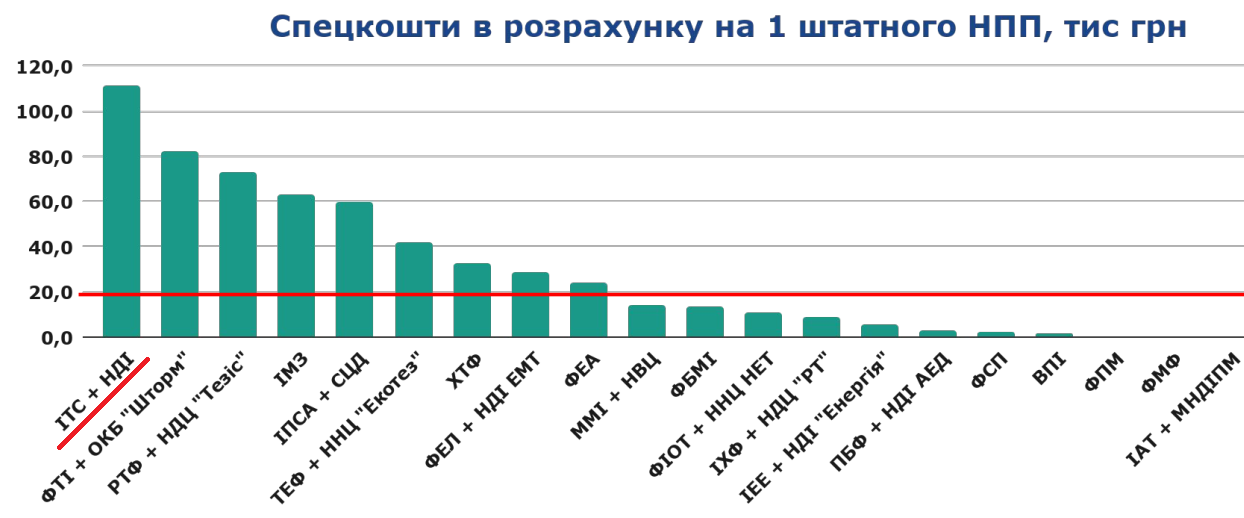 Спецкошти в розрахунку на 1 штатного НПП, тис грн
120,0
100,0
80,0
60,0
40,0
20,0
0,0
ІТС + НДІ
ФТІ + ОКБ "Шторм"
РТФ + НДЦ "Тезіс"
ІМЗ
ІПСА + СЦД
ТЕФ + ННЦ "Екотез"
ХТФ
ФЕЛ + НДІ ЕМТ
ФЕА
ММІ + НВЦ
ФБМІ
ФІОТ + ННЦ НЕТ
ІХФ + НДЦ "РТ"
ІЕЕ + НДІ "Енергія"
ПБФ + НДІ АЕД
ФСП
ВПІ
ФПМ
ФМФ
ІАТ + МНДІПМ